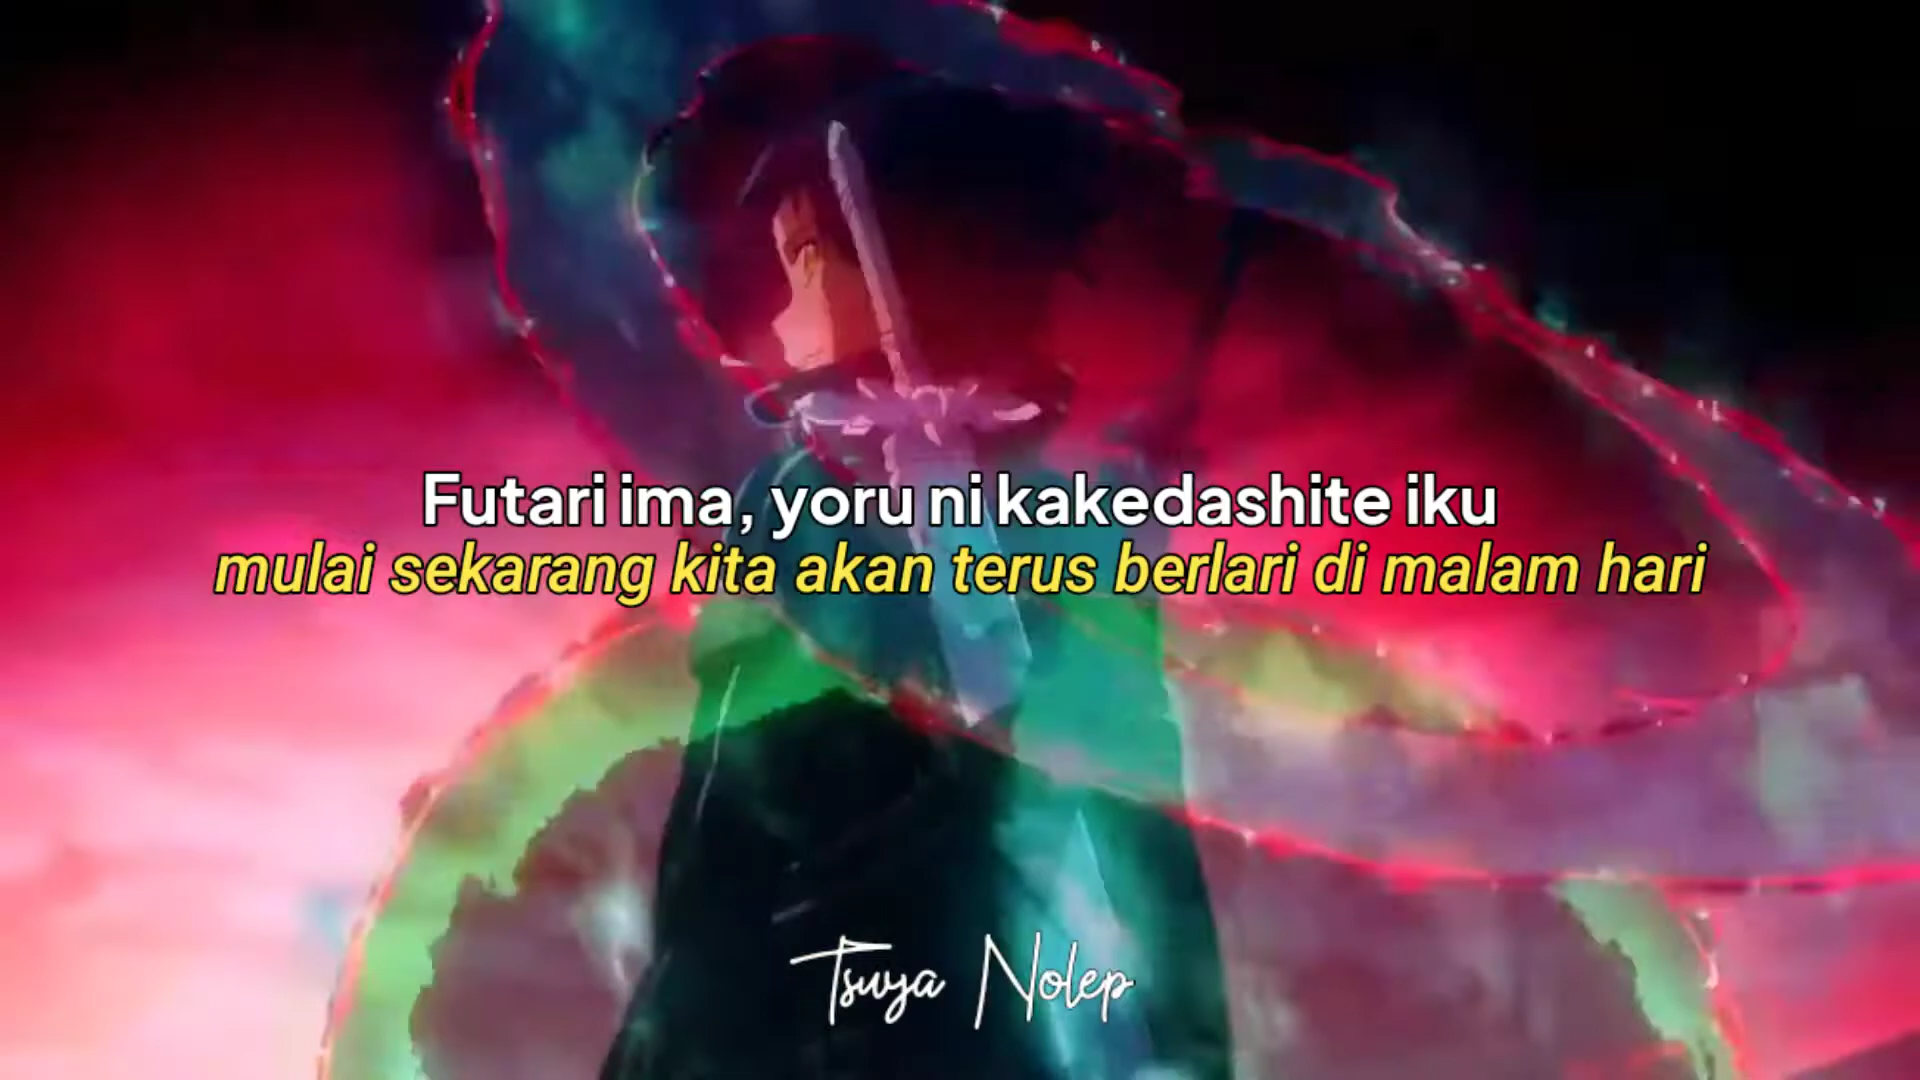 Futari ima, yoru ni kakedashite iku
mulai sekarang kita akan terus berlari di malam hari
Tsuya Nolep